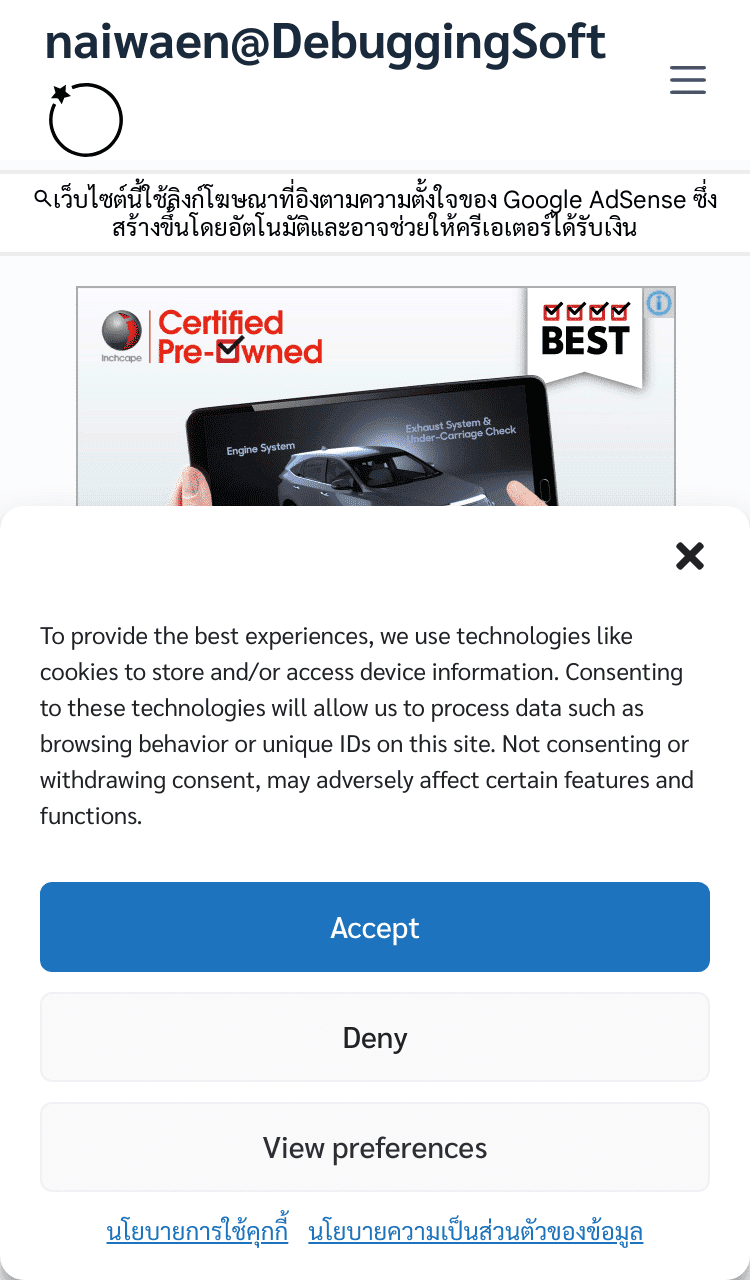 naiwaen@DebuggingSoft
เว็บไซต์นี้ใช้ลิงก์โฆษณาที่อิงตามความตั้งใจของ Google AdSense ซึ่ง
สร้างขึ้นโดยอัตโนมัติและอาจช่วยให้ครีเอเตอร์ได้รับเงิน
Inchcape
Certified
Pre-Owned
BEST
Engine System
Exhaust System &
Under-Carriage Check
To provide the best experiences, we use technologies like
cookies to store and/or access device information. Consenting
to these technologies will allow us to process data such as
browsing behavior or unique IDs on this site. Not consenting or
withdrawing consent, may adversely affect certain features and
functions.
Accept
Deny
View preferences
นโยบายการใช้คุกกี้ นโยบายความเป็นส่วนตัวของข้อมูล